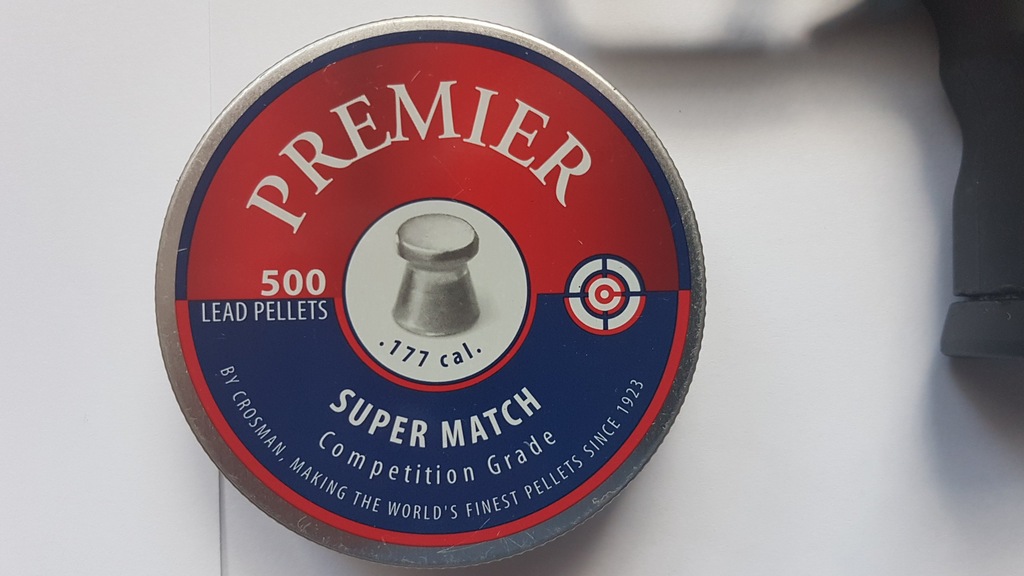 PREMIER
500
LEAD PELLETS
.177 cal.
SUPER MATCH
Competition Grade
BY CROSMAN, MAKING THE WORLD'S FINEST PELLETS SINCE 1923